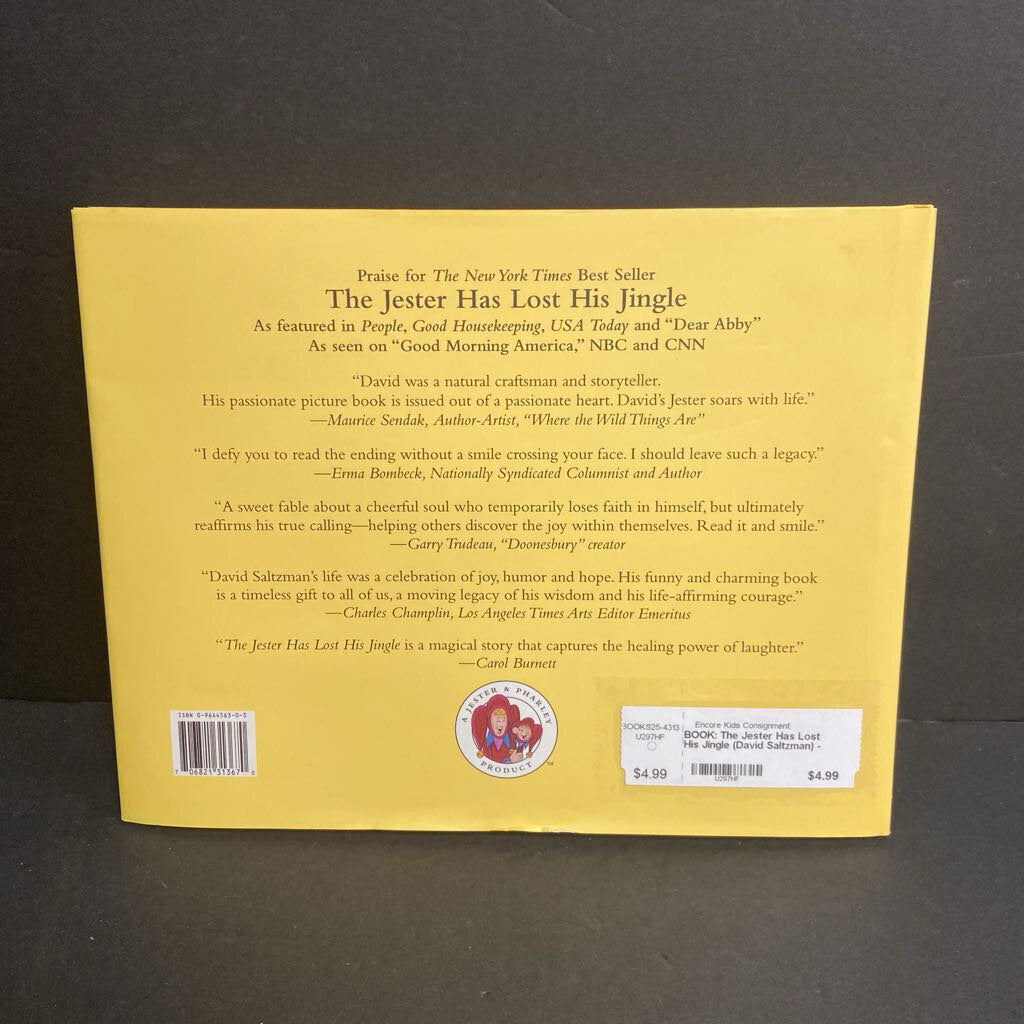 Praise for The New York Times Best Seller
The Jester Has Lost His Jingle
As featured in People, Good Housekeeping, USA Today and “Dear Abby”
As seen on “Good Morning America,” NBC and CNN
“David was a natural craftsman and storyteller.
His passionate picture book is issued out of a passionate heart. David’s Jester soars with life.”
—Maurice Sendak, Author-Artist, “Where the Wild Things Are”
“I defy you to read the ending without a smile crossing your face. I should leave such a legacy.”
—Erma Bombeck, Nationally Syndicated Columnist and Author
“A sweet fable about a cheerful soul who temporarily loses faith in himself, but ultimately
reaffirms his true calling—helping others discover the joy within themselves. Read it and smile.”
—Garry Trudeau, “Doonesbury” creator
“David Saltzman’s life was a celebration of joy, humor and hope. His funny and charming book
is a timeless gift to all of us, a moving legacy of his wisdom and his life-affirming courage.”
—Charles Champlin, Los Angeles Times Arts Editor Emeritus
“The Jester Has Lost His Jingle is a magical story that captures the healing power of laughter.”
—Carol Burnett
A JESTER & PHARLEY
PRODUCT
TM
ISBN 0-9644563-0-3
7 06821 31367 0
BOOKS25-4313
U297HF
$4.99
Encore Kids Consignment
BOOK: The Jester Has Lost
His Jingle (David Saltzman) -
U297HF
$4.99